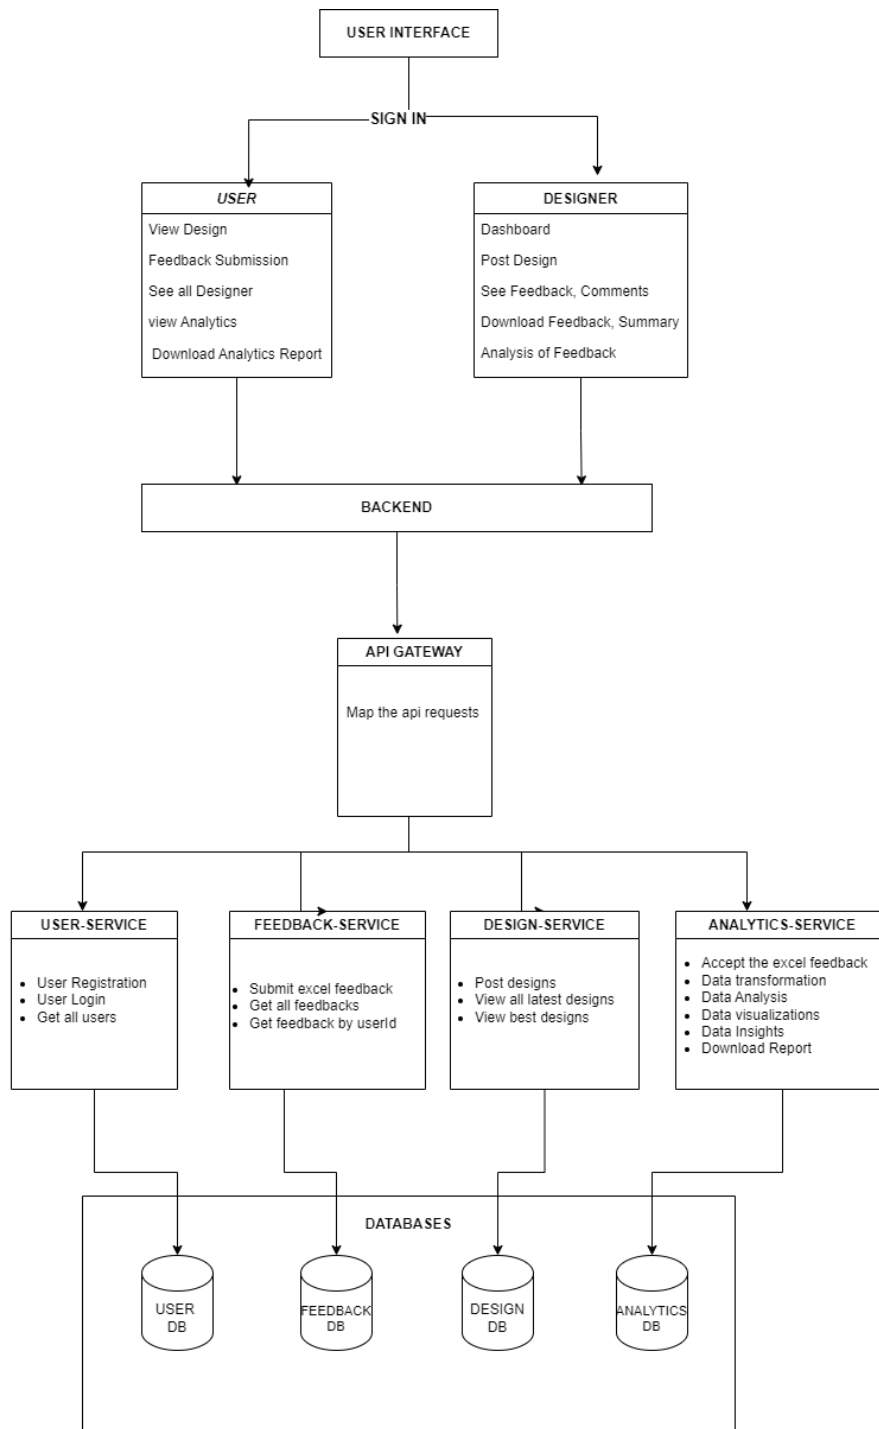 USER INTERFACE
SIGN IN
USER
View Design
Feedback Submission
See all Designer
view Analytics
Download Analytics Report
DESIGNER
Dashboard
Post Design
See Feedback, Comments
Download Feedback, Summary
Analysis of Feedback
BACKEND
API GATEWAY
Map the api requests
USER-SERVICE
• User Registration
• User Login
• Get all users
FEEDBACK-SERVICE
• Submit excel feedback
• Get all feedbacks
• Get feedback by userId
DESIGN-SERVICE
• Post designs
• View all latest designs
• View best designs
ANALYTICS-SERVICE
• Accept the excel feedback
• Data transformation
• Data Analysis
• Data visualizations
• Data Insights
• Download Report
DATABASES
USER
DB
FEEDBACK
DB
DESIGN
DB
ANALYTICS
DB